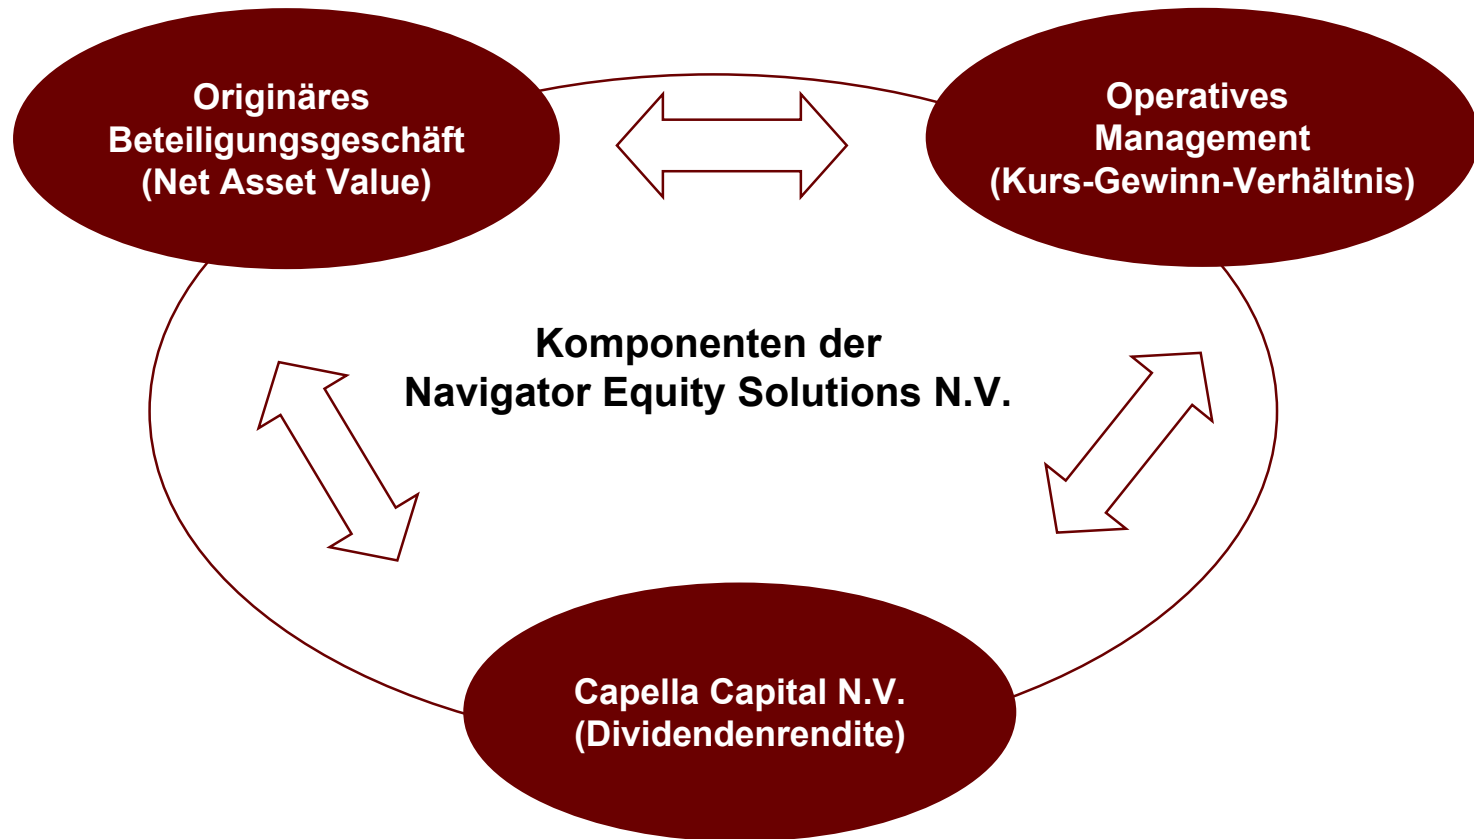 Originäres
Beteiligungsgeschäft
(Net Asset Value)
Operatives
Management
(Kurs-Gewinn-Verhältnis)
Komponenten der
Navigator Equity Solutions N.V.
Capella Capital N.V.
(Dividendenrendite)